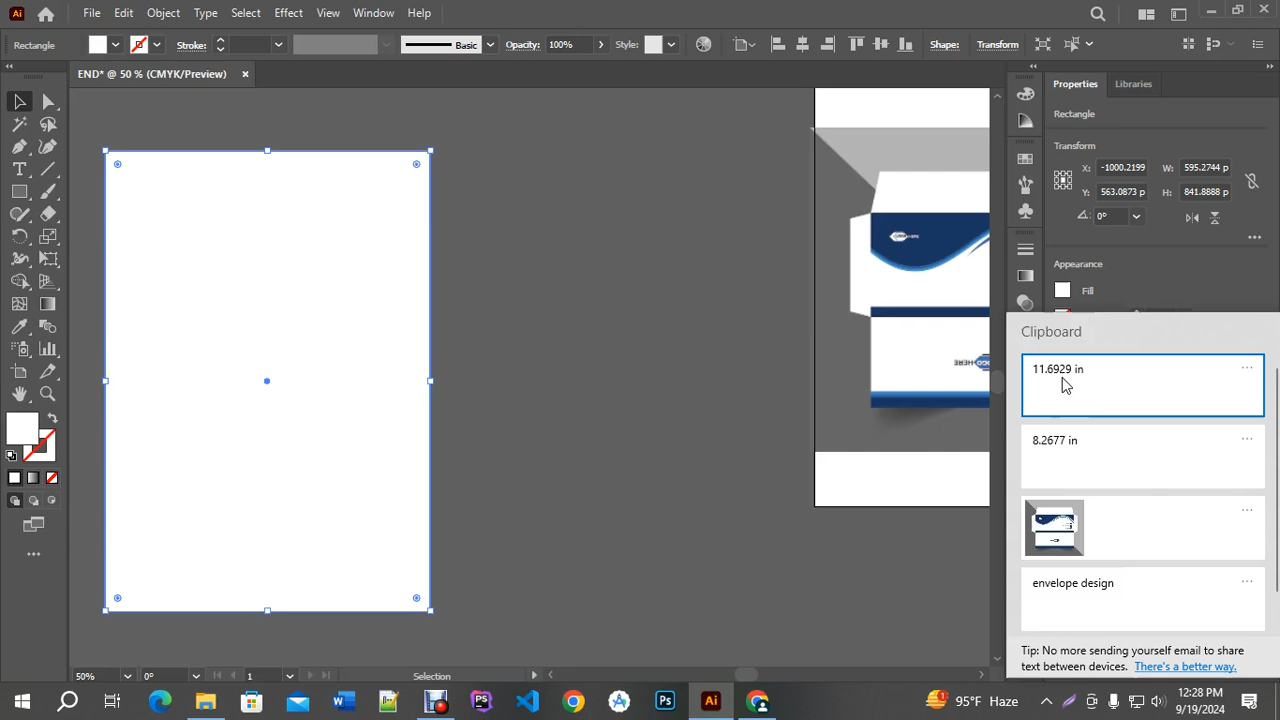 Ai File Edit Object Type Select Effect View Window Help
Rectangle Stroke: Basic Opacity: 100% Style: Shape: Transform
END* @ 50 % (CMYK/Preview)
Properties Libraries
Rectangle
Transform
X: -1000.2199 W: 595.2744 p
Y: 563.0873 p H: 841.8888 p
0°
Appearance
Fill
Clipboard
11.6929 in
8.2677 in
envelope design
Tip: No more sending yourself email to share
text between devices. There's a better way.
50% 0° 1 Selection
Ps Ai 95°F Haze 12:28 PM
9/19/2024